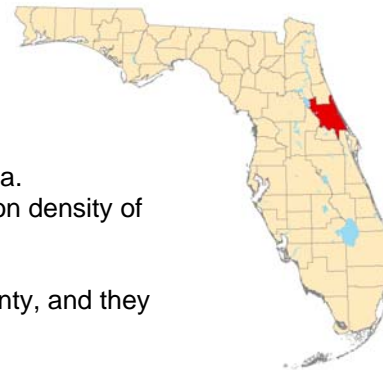 a.
on density of
nty, and they